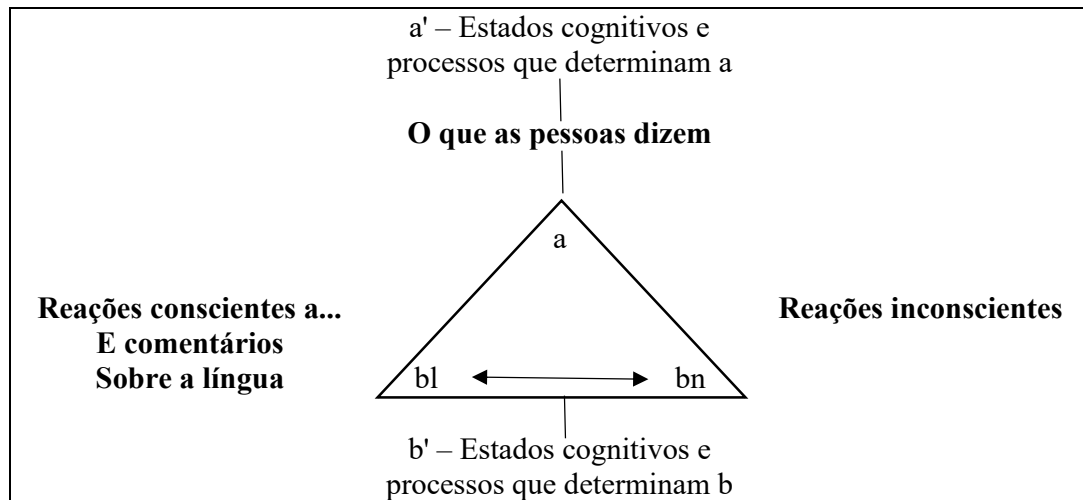 a' – Estados cognitivos e
processos que determinam a
O que as pessoas dizem
a
Reações conscientes a...
E comentários
Sobre a língua
Reações inconscientes
bl
bn
b' – Estados cognitivos e
processos que determinam b